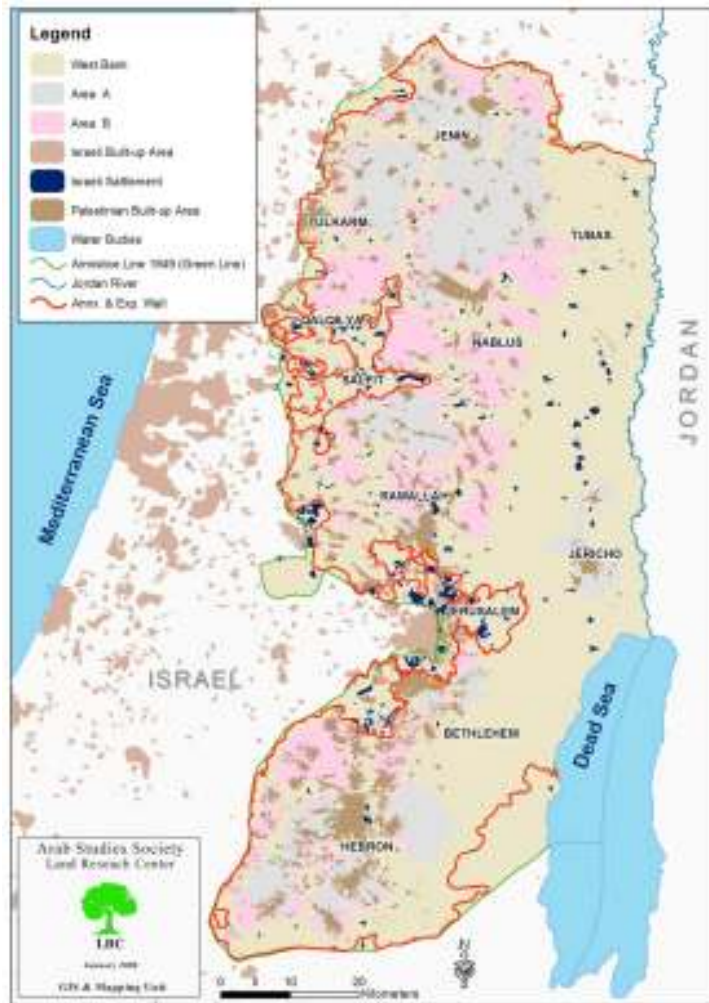 Legend
West Bank
Area A
Area B
Israeli Built-up Area
Israeli Settlement
Palestinian Built-up Area
Water Bodies
Armistice Line 1949 (Green Line)
Jordan River
Annx. & Exp. Wall
JENIN
TULKARM
TUBAS
NABLUS
SALFIT
RAMALLAH
JERICHO
JERUSALEM
BETHLEHEM
HEBRON
Mediterranean Sea
ISRAEL
JORDAN
Dead Sea
Arab Studies Society
Land Research Center
LRC
January
GIS & Mapping Unit
N
0 5 10 20
Kilometers